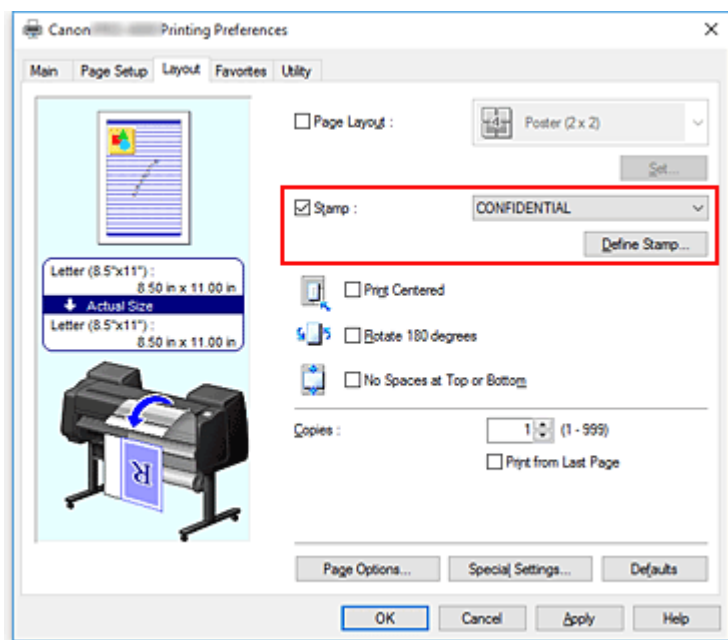 Canon Printing Preferences
Main Page Setup Layout Favorites Utility
Page Layout : Poster (2 x 2)
Set...
Stamp : CONFIDENTIAL
Define Stamp...
Letter (8.5"x11") :
8.50 in x 11.00 in
Actual Size
Letter (8.5"x11") :
8.50 in x 11.00 in
Print Centered
Rotate 180 degrees
No Spaces at Top or Bottom
R
Copies : 1 (1 - 999)
Print from Last Page
Page Options... Special Settings... Defaults
OK Cancel Apply Help